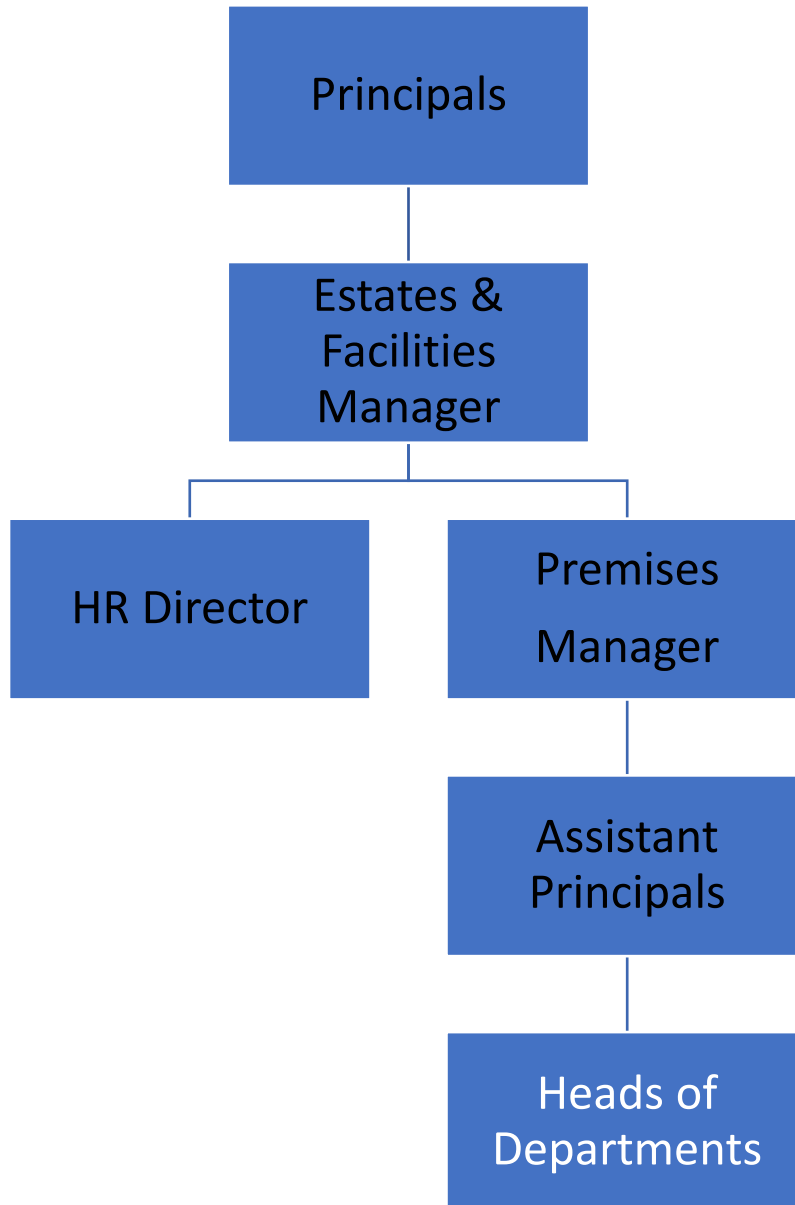 Principals
Estates &
Facilities
Manager
HR Director
Premises
Manager
Assistant
Principals
Heads of
Departments